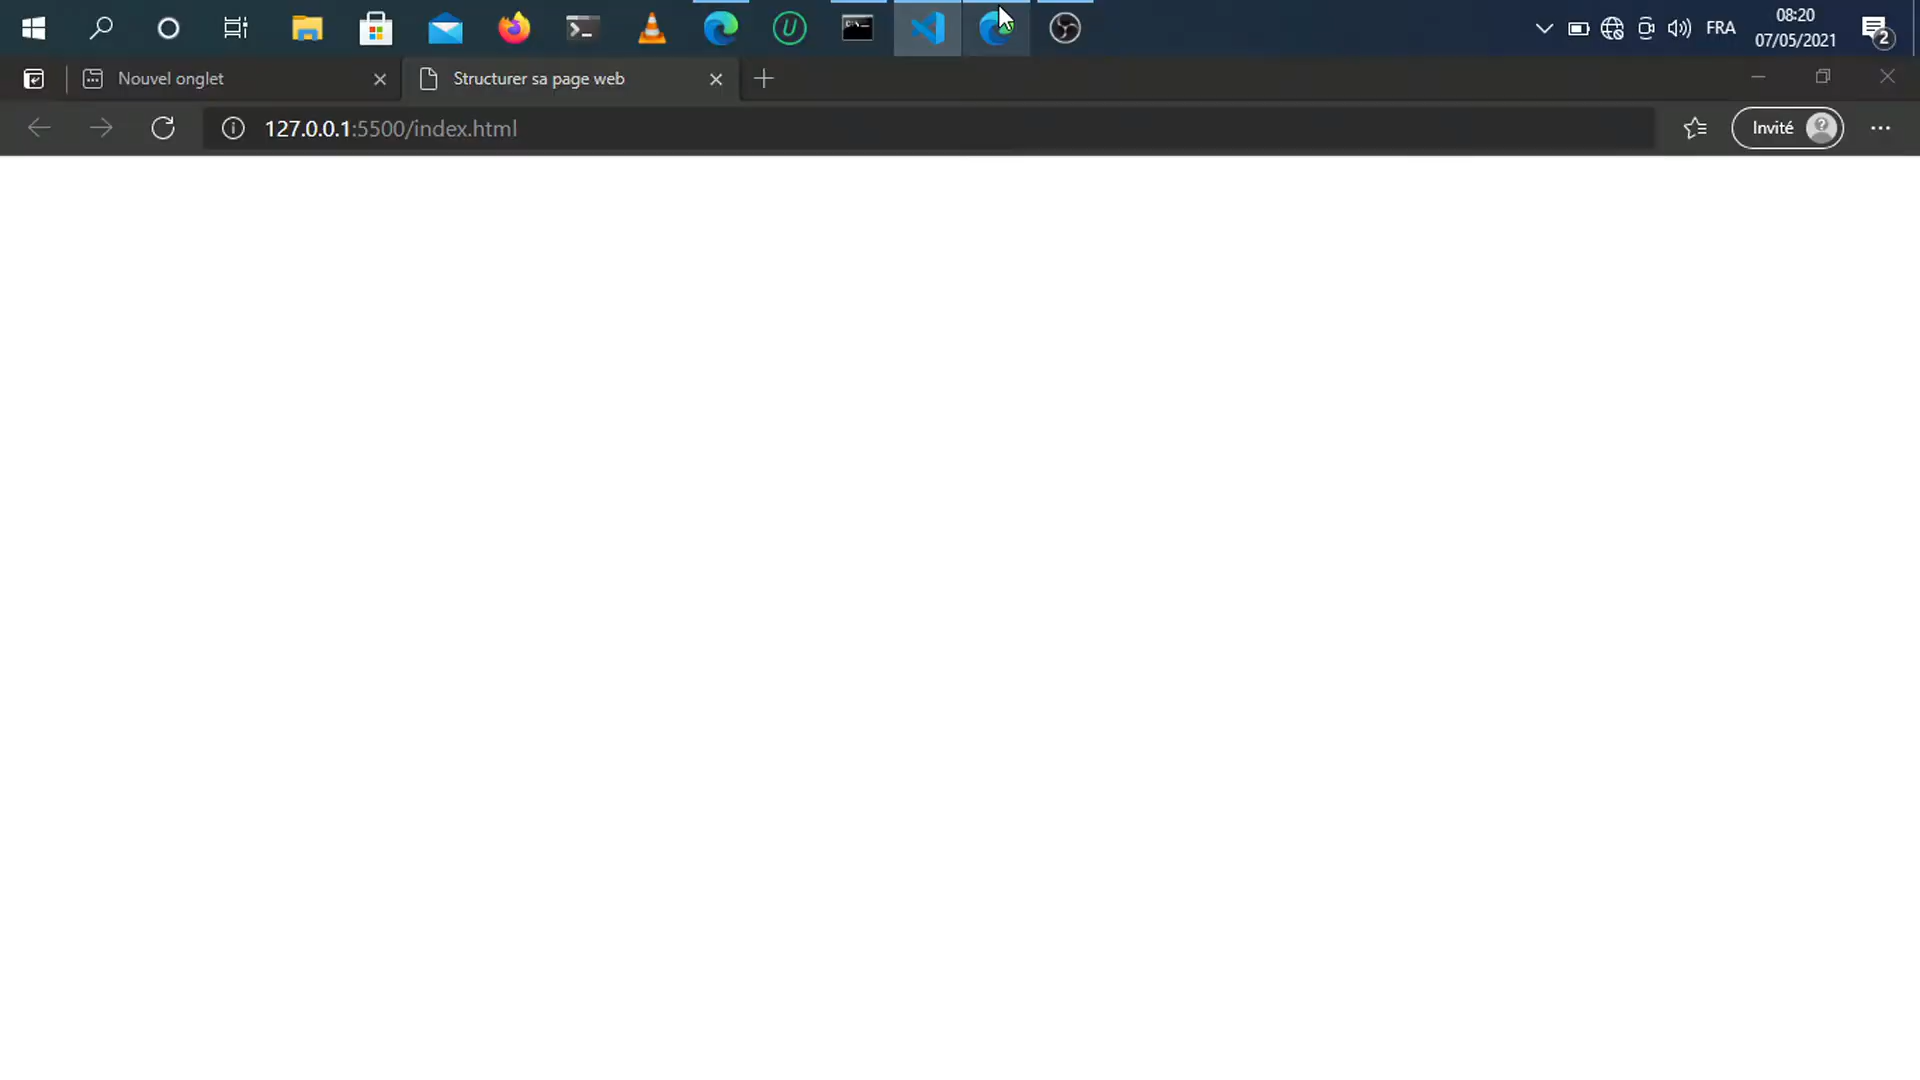 FRA
08:20
07/05/2021
2
Nouvel onglet
Structurer sa page web
127.0.0.1:5500/index.html
Invité